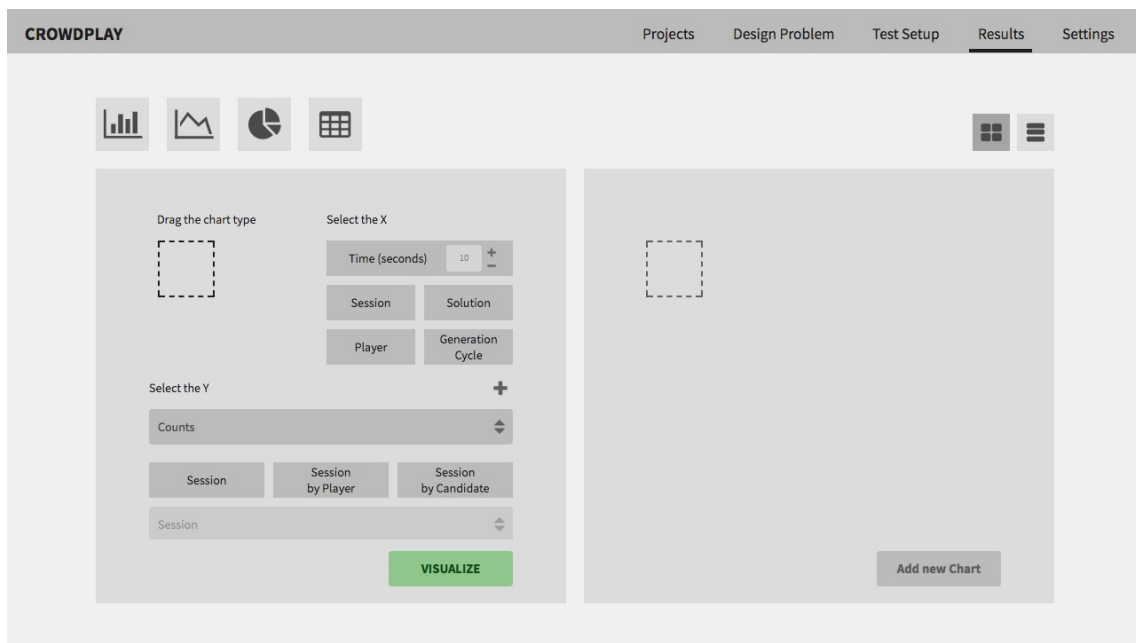 CROWDPLAY
Projects
Design Problem
Test Setup
Results
Settings
Drag the chart type
Select the X
Time (seconds)
10
Session
Solution
Player
Generation
Cycle
Select the Y
Counts
Session
Session
by Player
Session
by Candidate
Session
VISUALIZE
Add new Chart